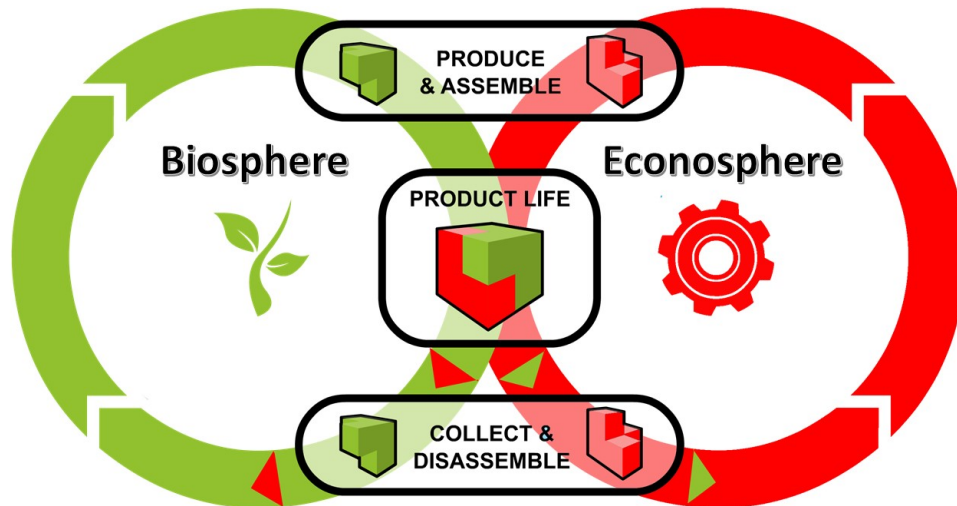 PRODUCE
& ASSEMBLE
Biosphere
Econosphere
PRODUCT LIFE
COLLECT &
DISASSEMBLE